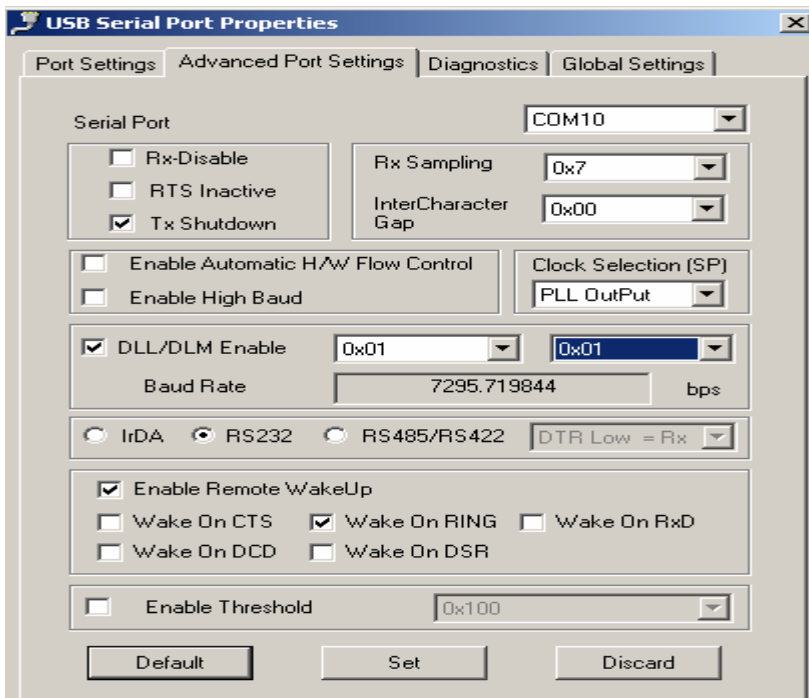 USB Serial Port Properties
Port Settings
Advanced Port Settings
Diagnostics
Global Settings
Serial Port
COM10
Rx-Disable
RTS Inactive
Tx Shutdown
Rx Sampling
0x7
InterCharacter
Gap
0x00
Enable Automatic H/W Flow Control
Enable High Baud
Clock Selection (SP)
PLL OutPut
DLL/DLM Enable
0x01
0x01
Baud Rate
7295.719844
bps
IrDA
RS232
RS485/RS422
DTR Low = Rx
Enable Remote WakeUp
Wake On CTS
Wake On RING
Wake On RxD
Wake On DCD
Wake On DSR
Enable Threshold
0x100
Default
Set
Discard